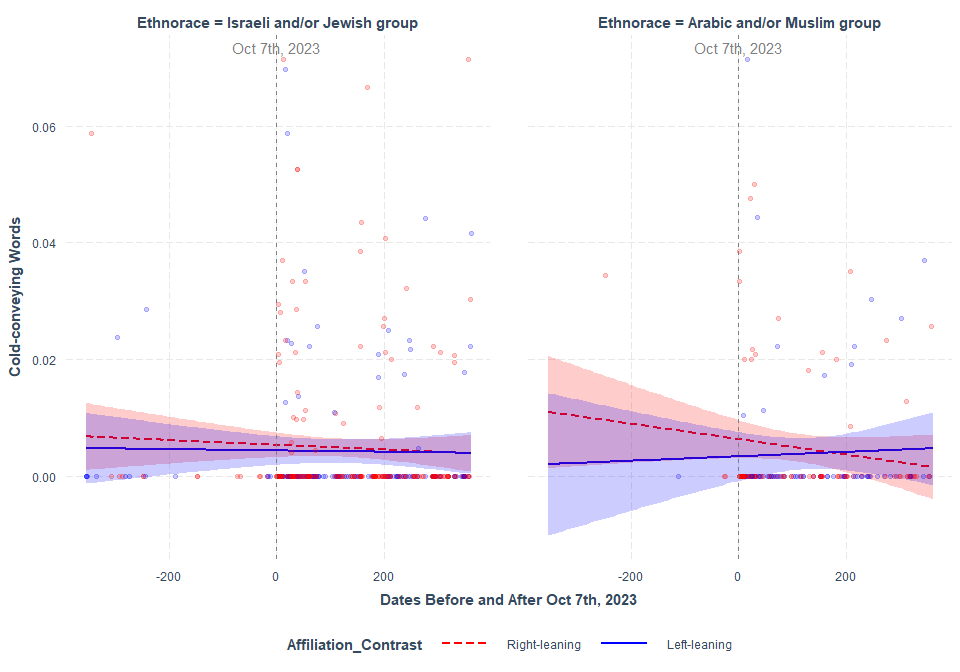 Ethnorace = Israeli and/or Jewish group
Ethnorace = Arabic and/or Muslim group
Oct 7th, 2023
Oct 7th, 2023
0.06
0.04
0.02
0.00
Cold-conveying Words
-200
0
200
-200
0
200
Dates Before and After Oct 7th, 2023
Affiliation_Contrast
Right-leaning
Left-leaning